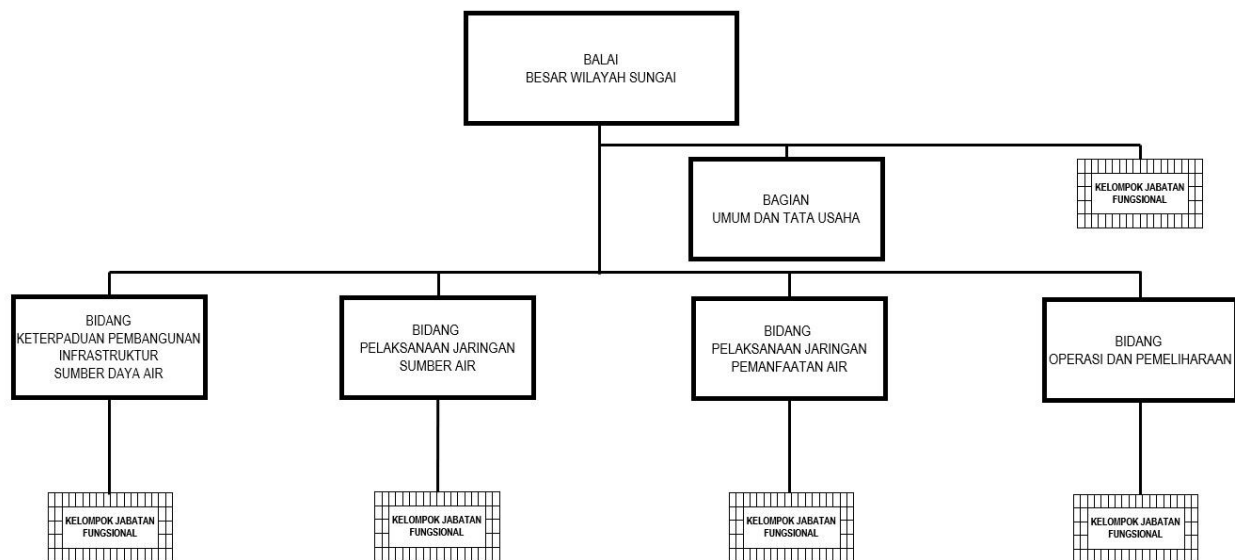 BALAI
BESAR WILAYAH SUNGAI
BAGIAN
UMUM DAN TATA USAHA
KELOMPOK JABATAN
FUNGSIONAL
BIDANG
KETERPADUAN PEMBANGUNAN
INFRASTRUKTUR
SUMBER DAYA AIR
BIDANG
PELAKSANAAN JARINGAN
SUMBER AIR
BIDANG
PELAKSANAAN JARINGAN
PEMANFAATAN AIR
BIDANG
OPERASI DAN PEMELIHARAAN
KELOMPOK JABATAN
FUNGSIONAL
KELOMPOK JABATAN
FUNGSIONAL
KELOMPOK JABATAN
FUNGSIONAL
KELOMPOK JABATAN
FUNGSIONAL